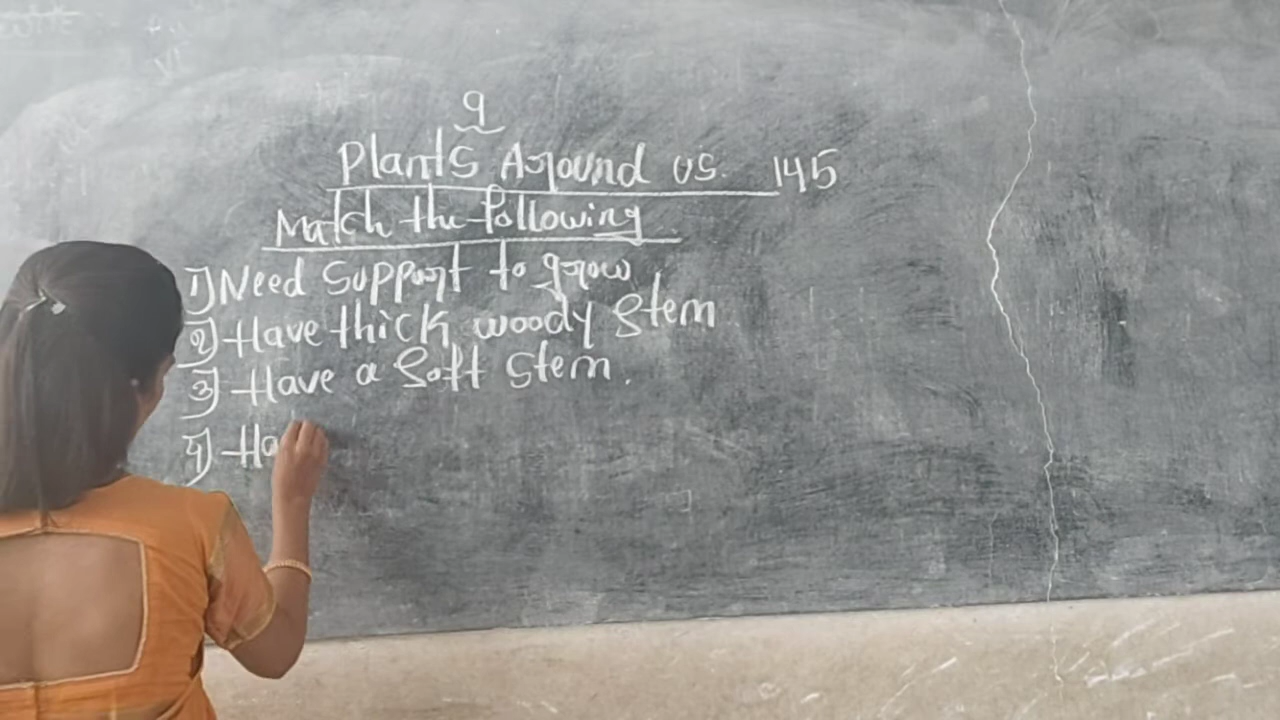 9
Plants Around us. 145
Match the following
1) Need Support to grow
2) Have thick woody Stem
3) Have a Soft Stem.
4) Ha